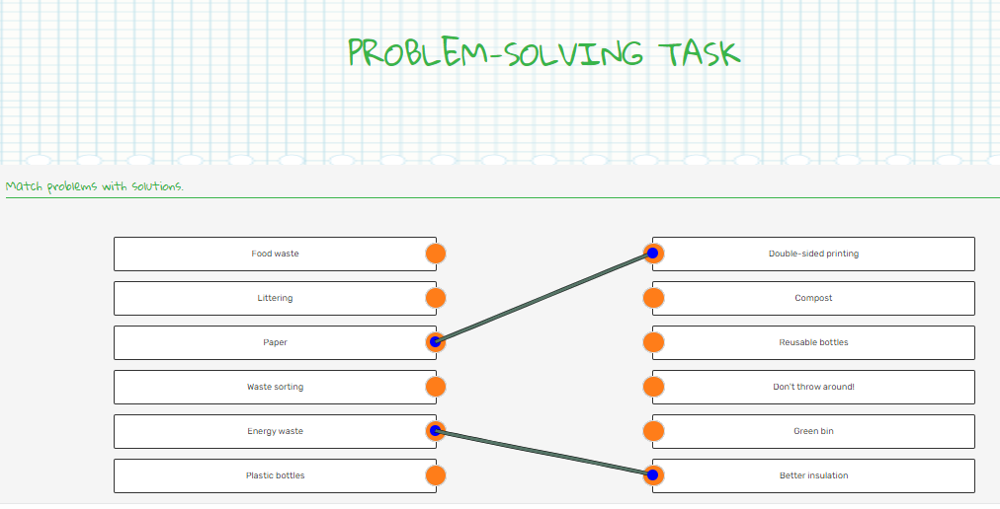 PROBLEM-SOLVING TASK
Match problems with solutions.
Food waste
Double-sided printing
Littering
Compost
Paper
Reusable bottles
Waste sorting
Don't throw around!
Energy waste
Green bin
Plastic bottles
Better insulation